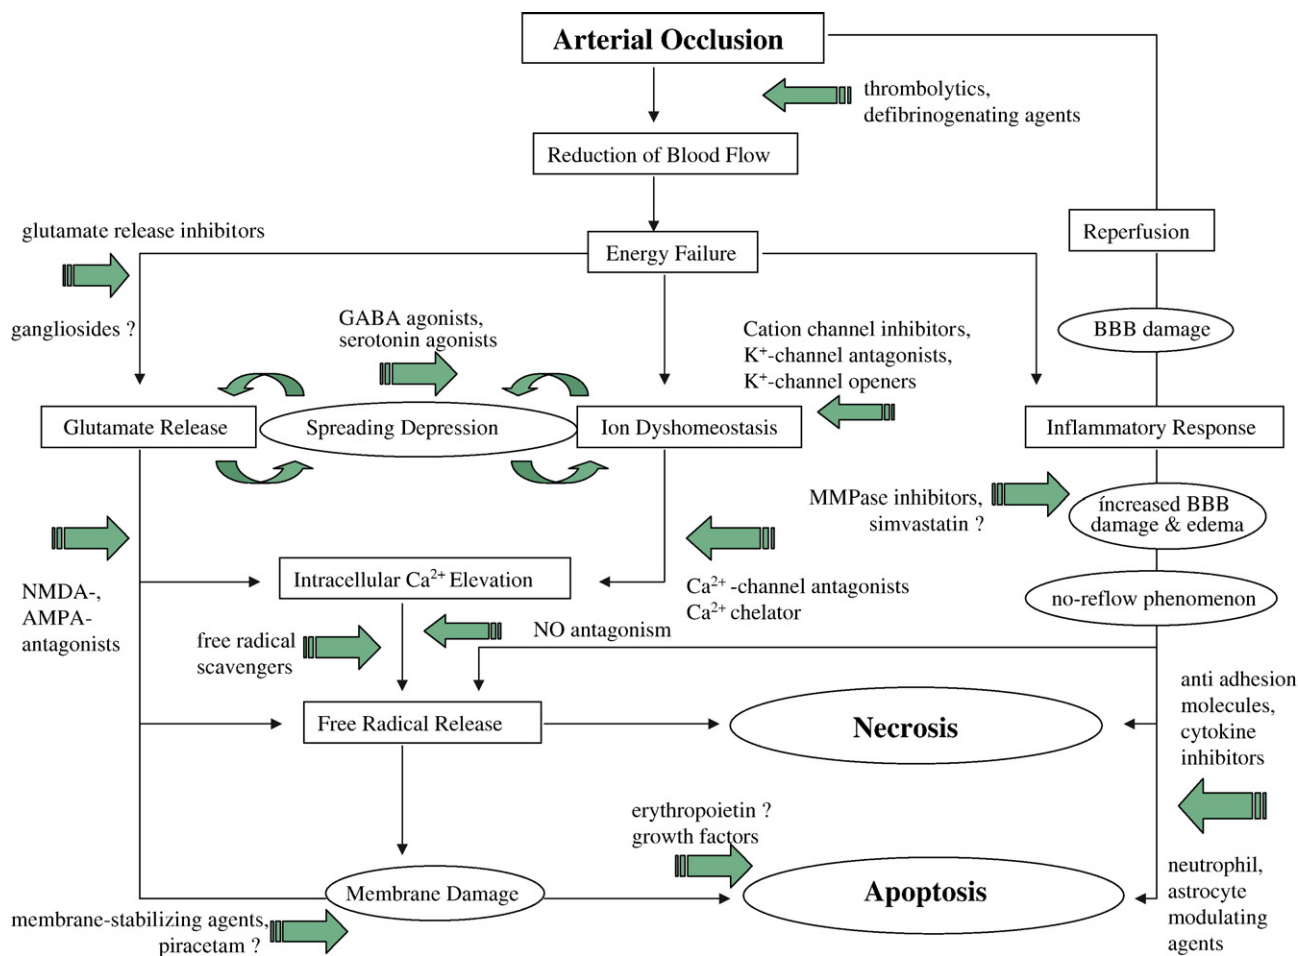 Arterial Occlusion
thrombolytics,
defibrinogenating agents
Reduction of Blood Flow
glutamate release inhibitors
Reperfusion
Energy Failure
gangliosides ?
GABA agonists,
serotonin agonists
Cation channel inhibitors,
K⁺-channel antagonists,
K⁺-channel openers
BBB damage
Glutamate Release
Spreading Depression
Ion Dyshomeostasis
Inflammatory Response
MMPase inhibitors,
simvastatin ?
íncreased BBB
damage & edema
NMDA-,
AMPA-
antagonists
Intracellular Ca²⁺ Elevation
Ca²⁺ -channel antagonists
Ca²⁺ chelator
no-reflow phenomenon
free radical
scavengers
NO antagonism
anti adhesion
molecules,
cytokine
inhibitors
Free Radical Release
Necrosis
erythropoietin ?
growth factors
Membrane Damage
Apoptosis
neutrophil,
astrocyte
modulating
agents
membrane-stabilizing agents,
piracetam ?